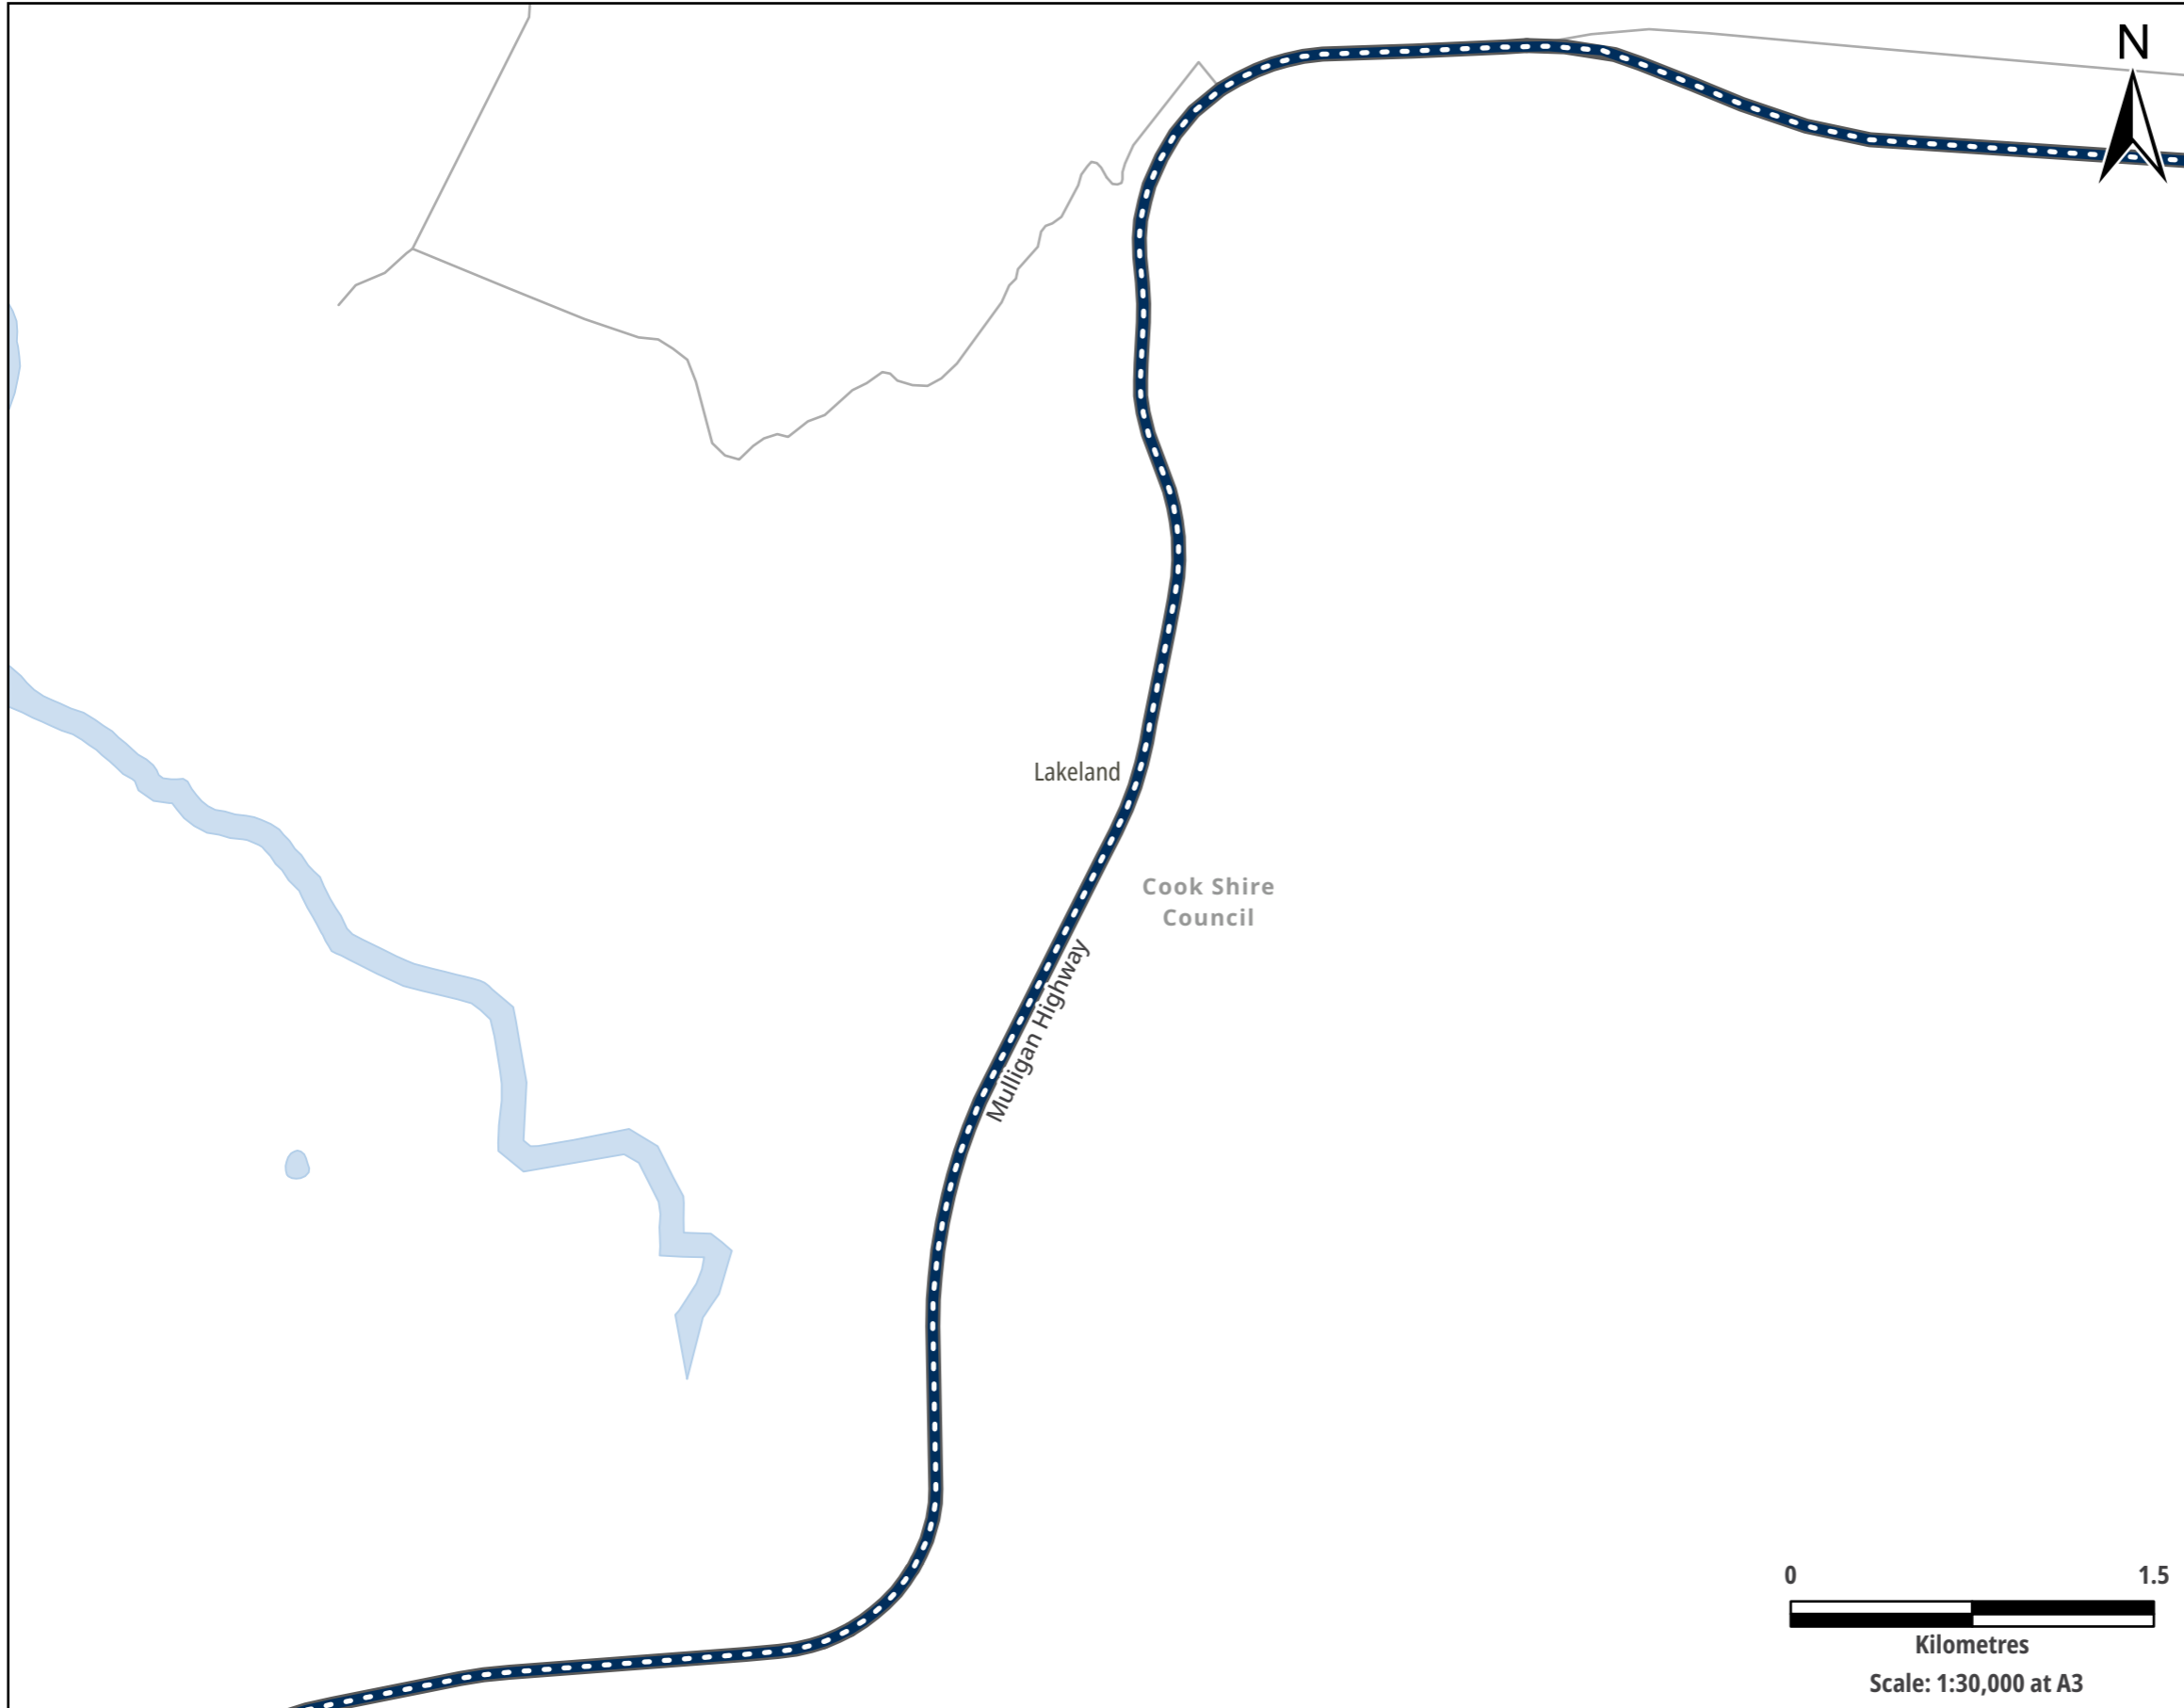 N
Lakeland
Cook Shire
Council
Mulligan Highway
0 1.5
Kilometres
Scale: 1:30,000 at A3